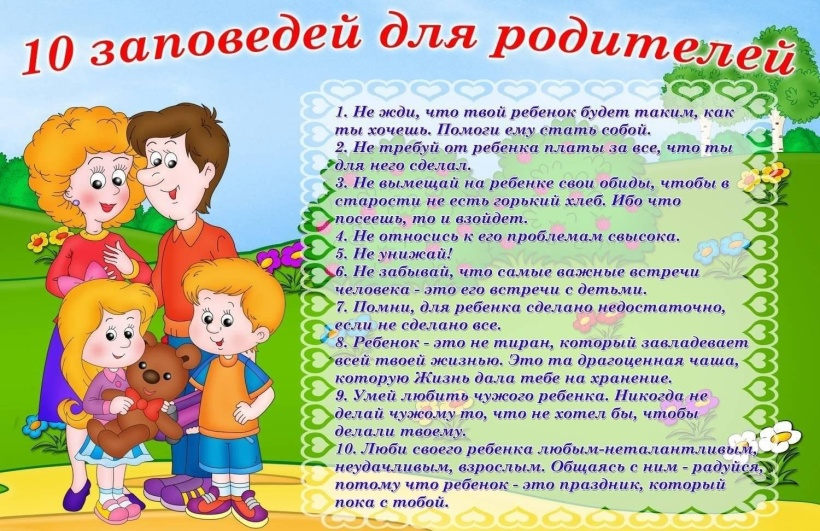 10 заповедей для родителей
1. Не жди, что твой ребенок будет таким, как
ты хочешь. Помоги ему стать собой.
2. Не требуй от ребенка платы за все, что ты
для него сделал.
3. Не вымещай на ребенке свои обиды, чтобы в
старости не есть горький хлеб. Ибо что
посеешь, то и взойдет.
4. Не относись к его проблемам свысока.
5. Не унижай!
6. Не забывай, что самые важные встречи
человека - это его встречи с детьми.
7. Помни, для ребенка сделано недостаточно,
если не сделано все.
8. Ребенок - это не тиран, который завладевает
всей твоей жизнью. Это та драгоценная чаша,
которую Жизнь дала тебе на хранение.
9. Умей любить чужого ребенка. Никогда не
делай чужому то, что не хотел бы, чтобы
делали твоему.
10. Люби своего ребенка любым-неталантливым,
неудачливым, взрослым. Общаясь с ним - радуйся,
потому что ребенок - это праздник, который
пока с тобой.